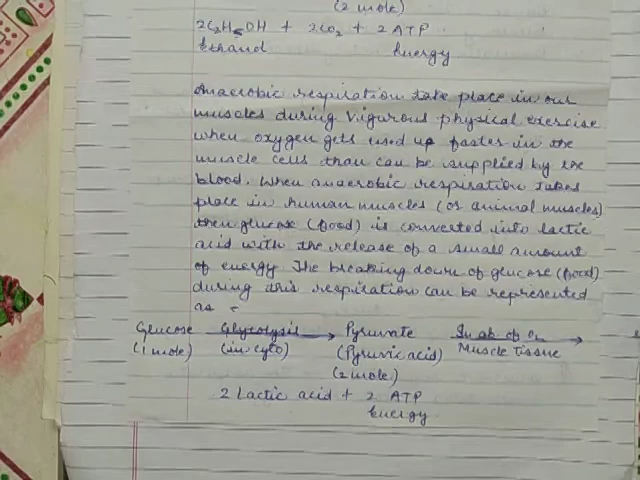 (2 mole)
2C2H5OH + 2CO2 + 2 ATP
Ethanol energy
Anaerobic respiration take place in our
muscles during vigurous physical exercise
when oxygen gets used up faster in the
muscle cells than can be supplied by the
blood. When anaerobic respiration takes
place in human muscles (or animal muscles)
then glucose (food) is converted into lactic
acid with the release of a small amount
of energy. The breaking down of glucose (food)
during this respiration can be represented
as -
Glucose Glycolysis Pyruvate In ab. of O2
(1 mole) (in cyto) (Pyruvic acid) Muscle Tissue
(2 mole)
2 Lactic acid + 2 ATP
energy